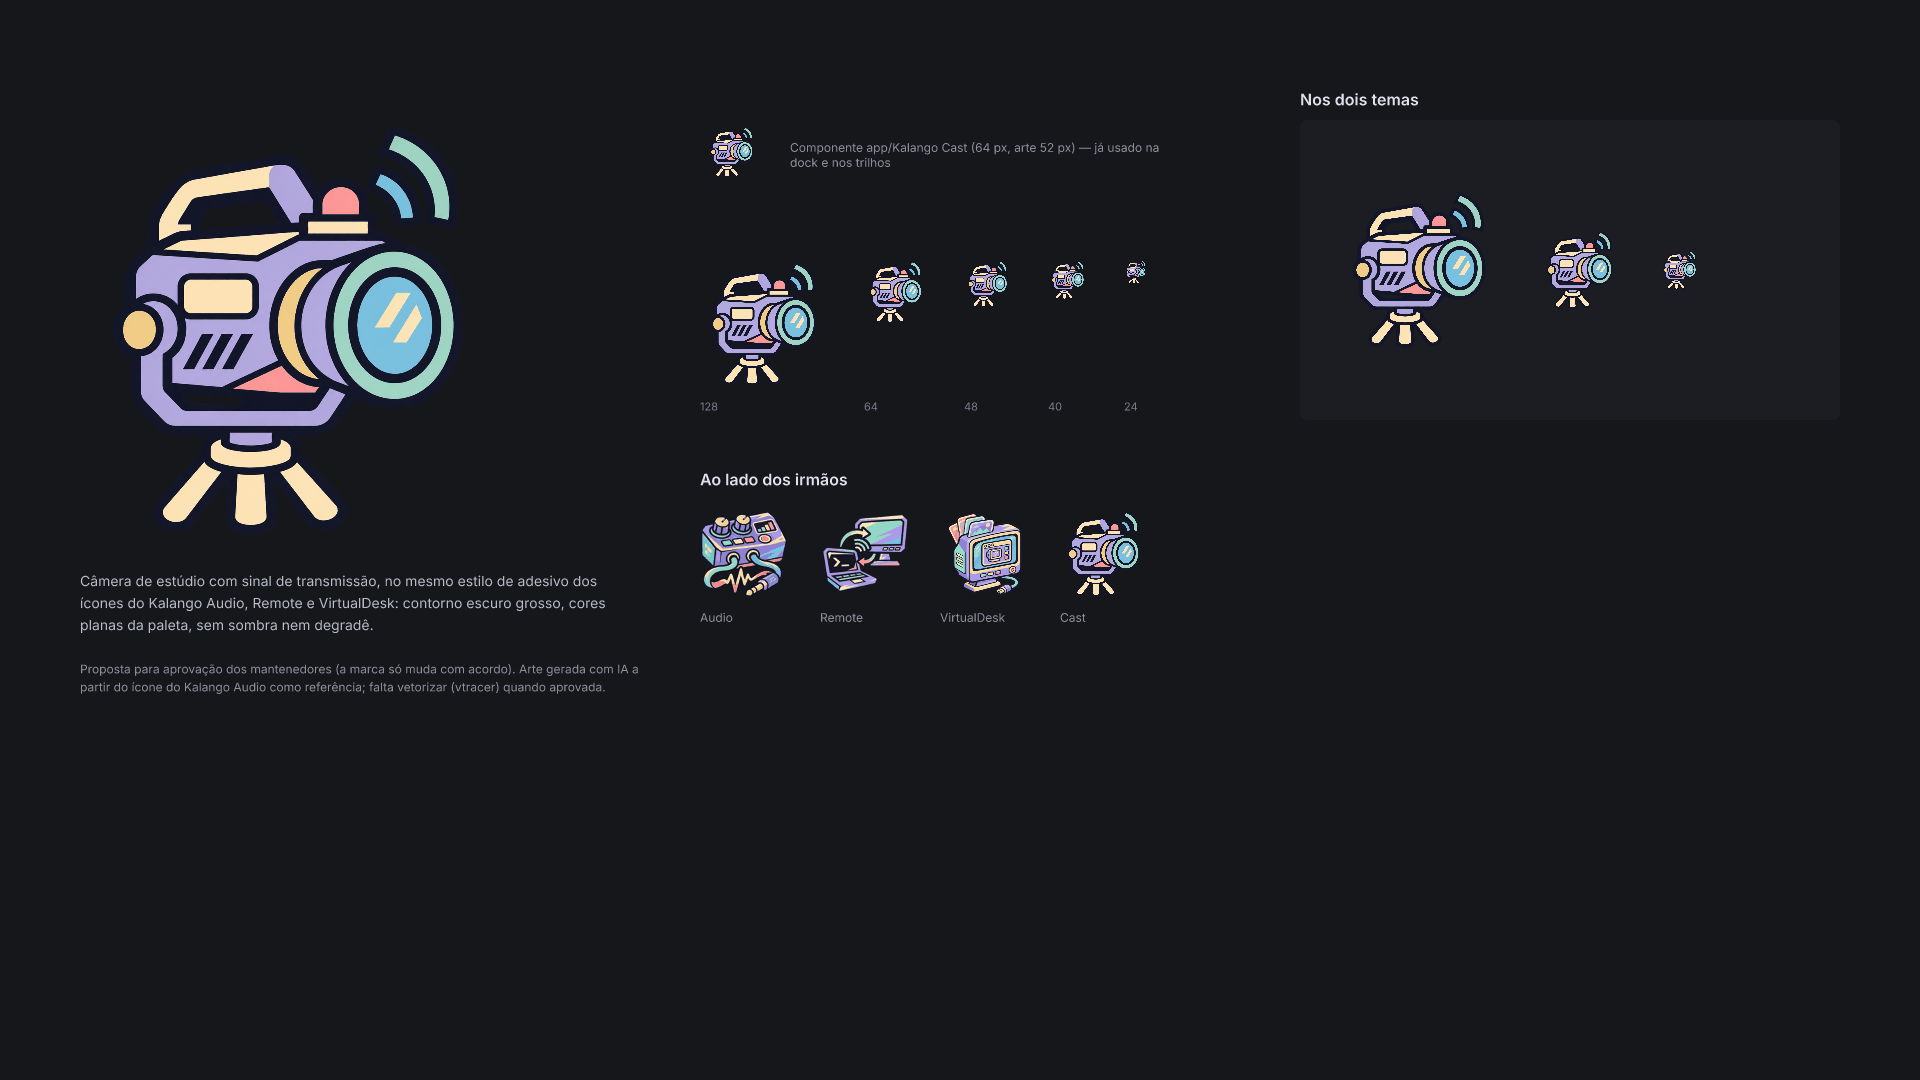 Nos dois temas
Componente app/Kalango Cast (64 px, arte 52 px) — já usado na
dock e nos trilhos
128
64
48
40
24
Ao lado dos irmãos
Audio
Remote
VirtualDesk
Cast
Câmera de estúdio com sinal de transmissão, no mesmo estilo de adesivo dos
ícones do Kalango Audio, Remote e VirtualDesk: contorno escuro grosso, cores
planas da paleta, sem sombra nem degradê.
Proposta para aprovação dos mantenedores (a marca só muda com acordo). Arte gerada com IA a
partir do ícone do Kalango Audio como referência; falta vetorizar (vtracer) quando aprovada.